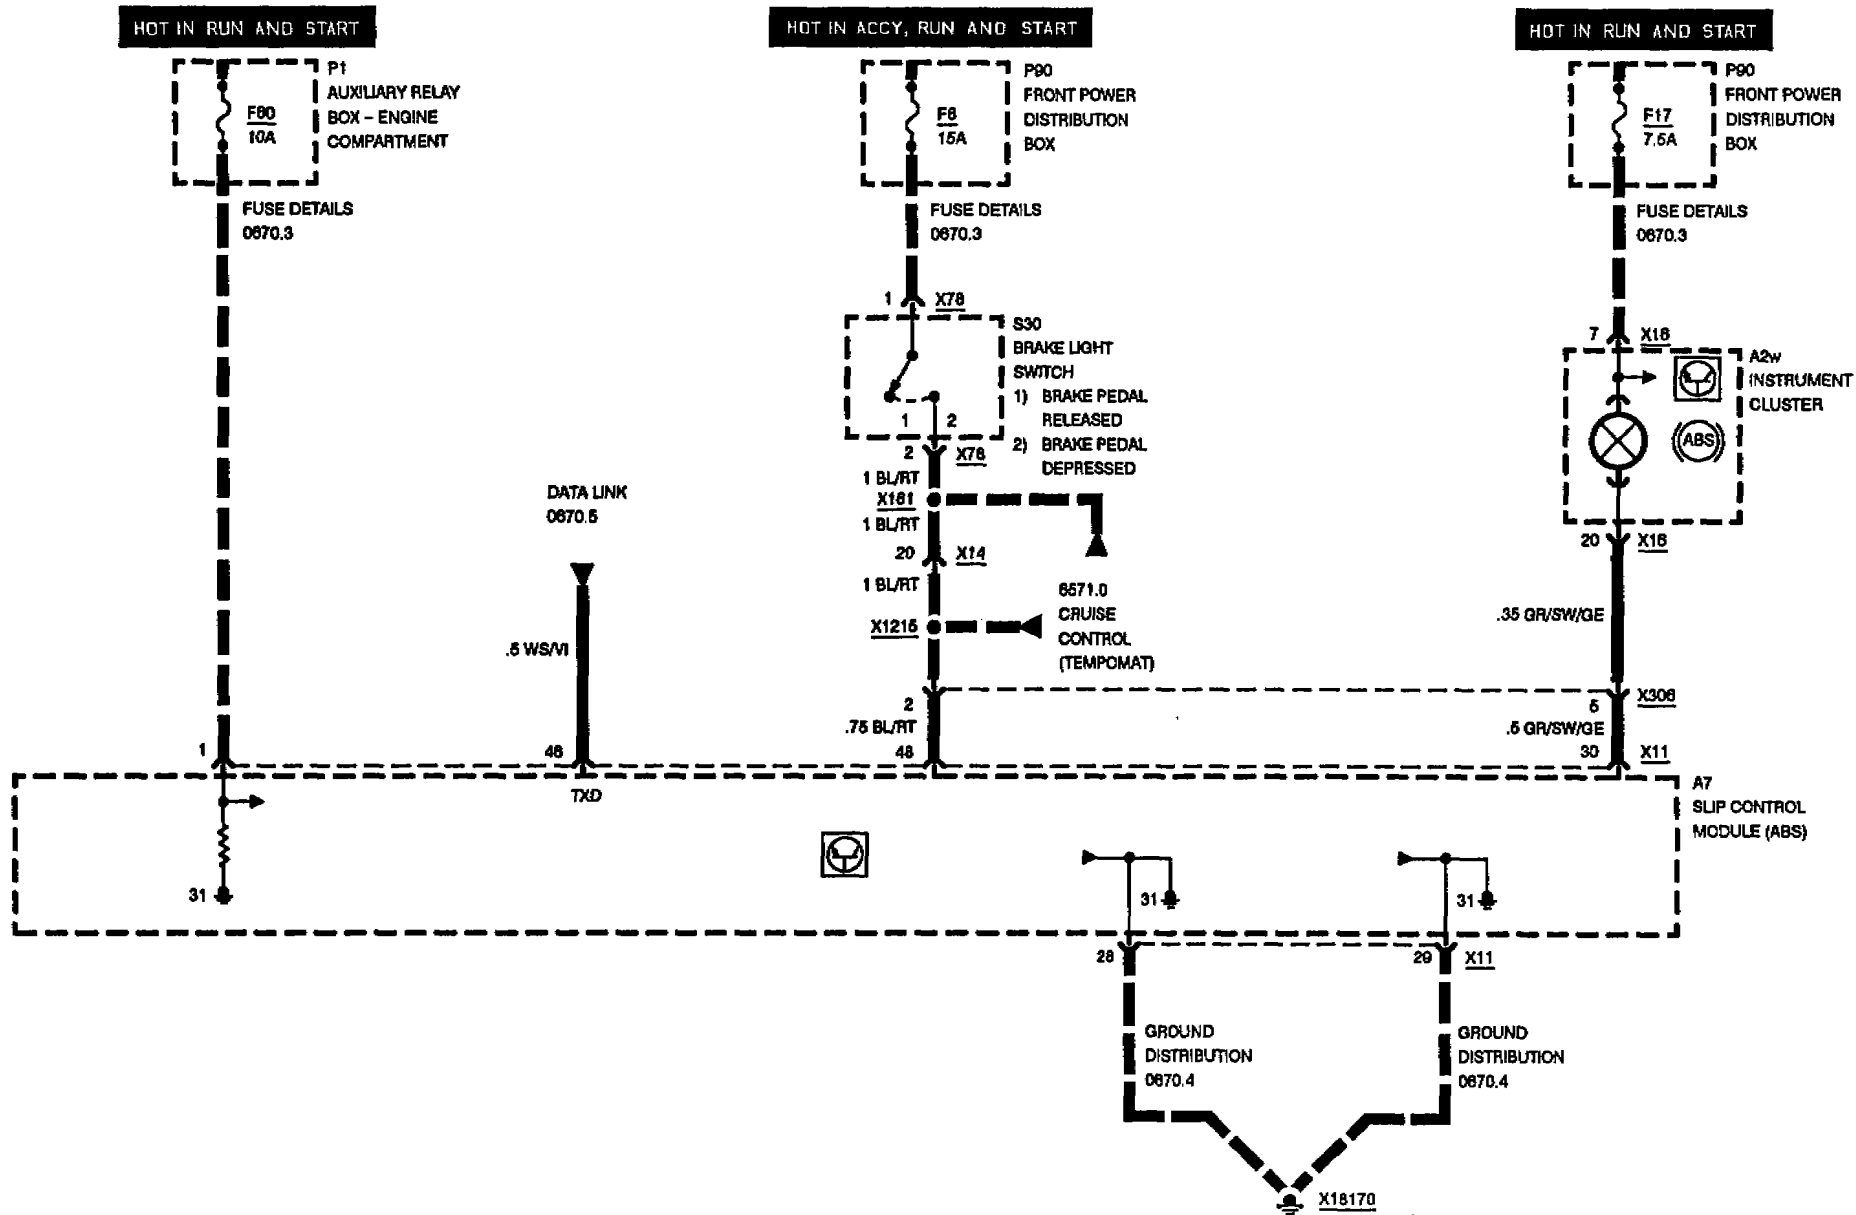 HOT IN RUN AND START
P1
AUXILIARY RELAY
BOX – ENGINE
COMPARTMENT
F60
10A
FUSE DETAILS
0670.3
HOT IN ACCY, RUN AND START
P90
FRONT POWER
DISTRIBUTION
BOX
F6
15A
FUSE DETAILS
0670.3
HOT IN RUN AND START
P90
FRONT POWER
DISTRIBUTION
BOX
F17
7.5A
FUSE DETAILS
0670.3
1 X78
S30
BRAKE LIGHT
SWITCH
1) BRAKE PEDAL
RELEASED
2) BRAKE PEDAL
DEPRESSED
1 2
2 X78
1 BL/RT
X181
1 BL/RT
20 X14
1 BL/RT
X1215
6571.0
CRUISE
CONTROL
(TEMPOMAT)
7 X16
A2w
INSTRUMENT
CLUSTER
ABS
20 X16
.35 GR/SW/GE
DATA LINK
0670.5
.5 WS/VI
2
.75 BL/RT
5 X306
.5 GR/SW/GE
1
46
48
30 X11
TXD
A7
SLIP CONTROL
MODULE (ABS)
31
31
31
28
29 X11
GROUND
DISTRIBUTION
0670.4
GROUND
DISTRIBUTION
0670.4
X18170